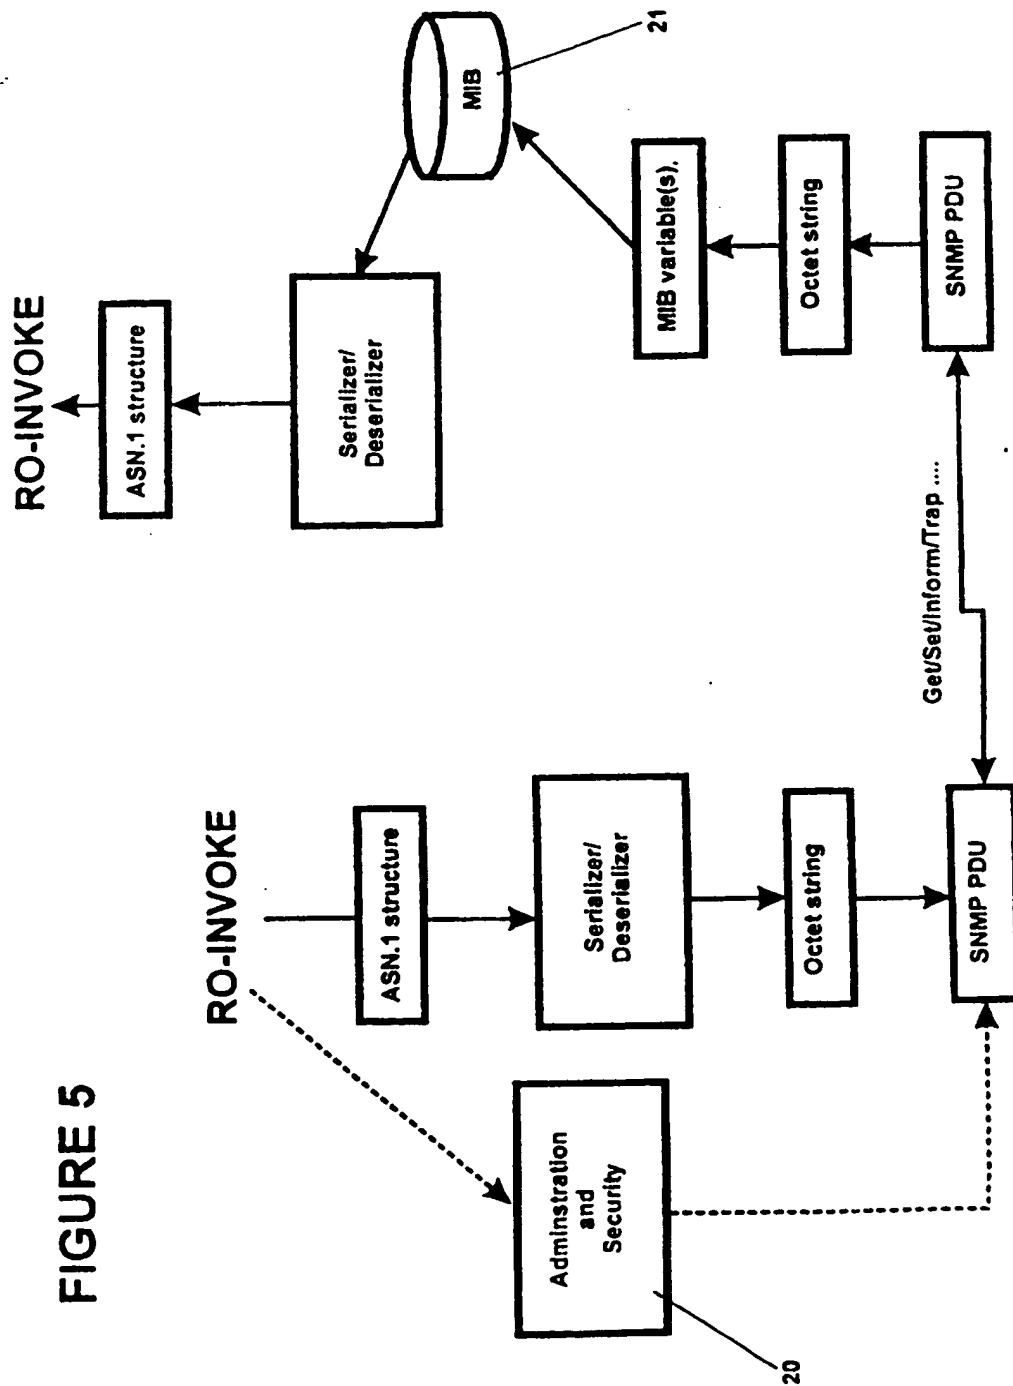 FIGURE 5
RO-INVOKE
ASN.1 structure
Serializer/
Deserializer
Octet string
SNMP PDU
Adminstration
and
Security
20
Get/Set/Inform/Trap ....
RO-INVOKE
ASN.1 structure
Serializer/
Deserializer
MIB
21
MIB variable(s).
Octet string
SNMP PDU